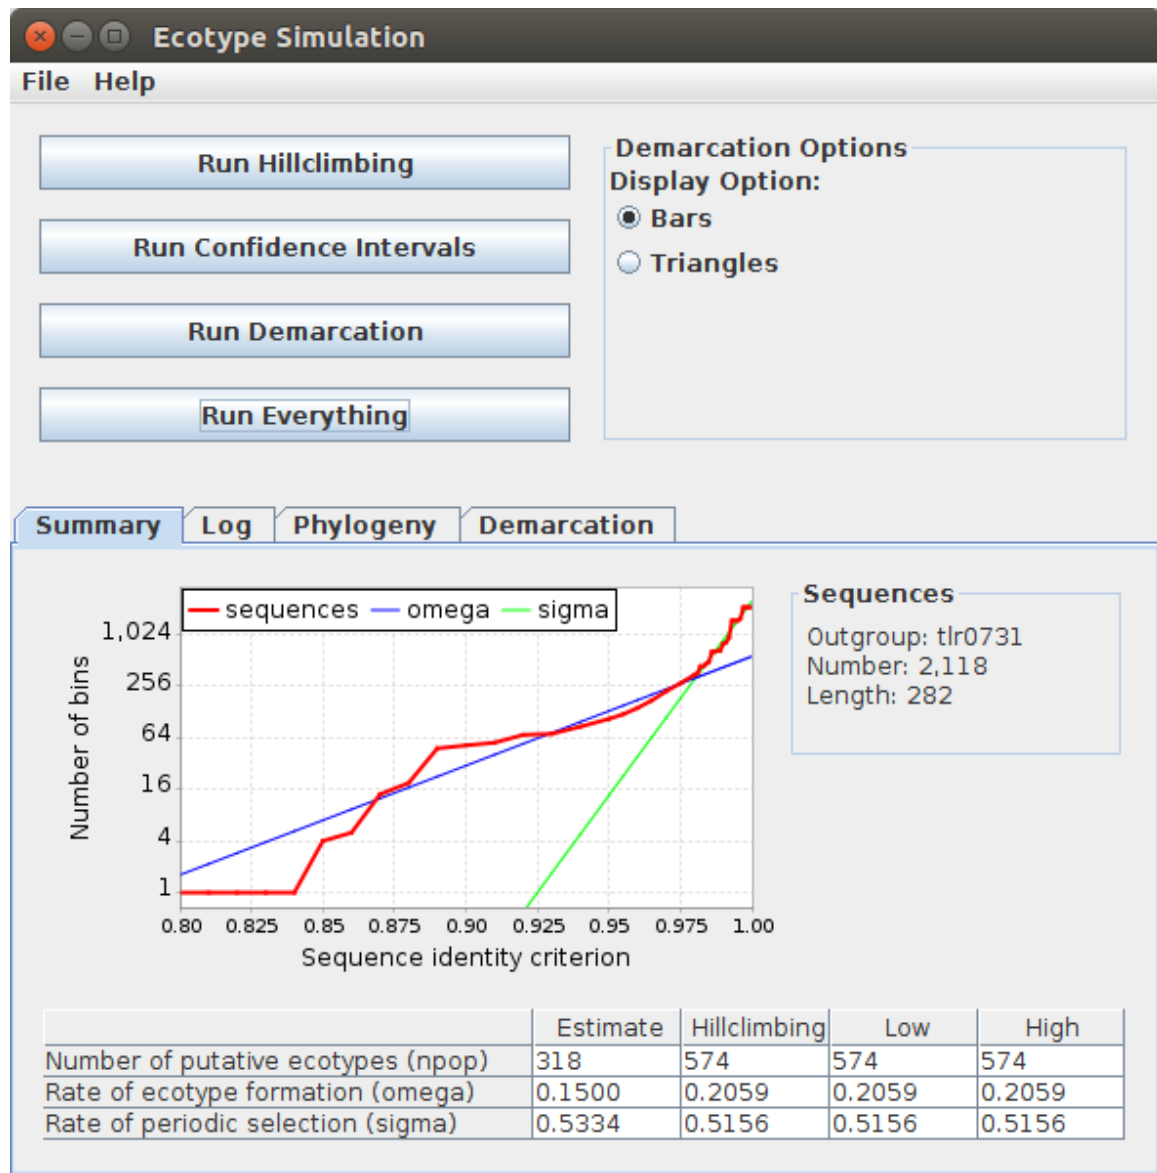 Ecotype Simulation
File Help
Run Hillclimbing
Run Confidence Intervals
Run Demarcation
Run Everything
Demarcation Options
Display Option:
Bars
Triangles
Summary Log Phylogeny Demarcation
sequences omega sigma
Number of bins
1,024
256
64
16
4
1
0.80 0.825 0.85 0.875 0.90 0.925 0.95 0.975 1.00
Sequence identity criterion
Sequences
Outgroup: tlr0731
Number: 2,118
Length: 282
Estimate Hillclimbing Low High
Number of putative ecotypes (npop) 318 574 574 574
Rate of ecotype formation (omega) 0.1500 0.2059 0.2059 0.2059
Rate of periodic selection (sigma) 0.5334 0.5156 0.5156 0.5156